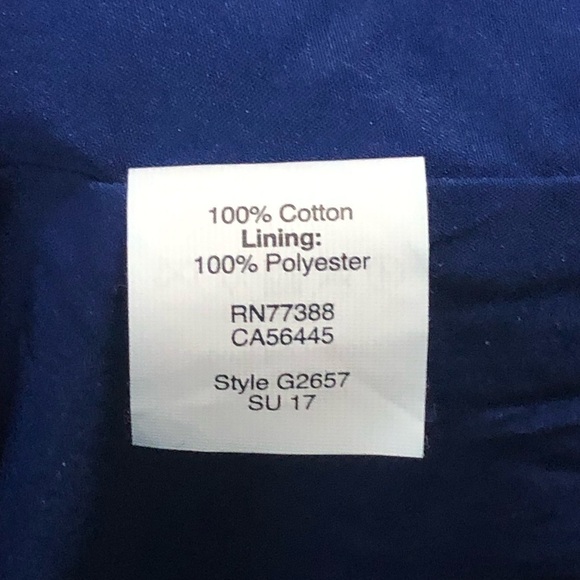 100% Cotton
Lining:
100% Polyester
RN77388
CA56445
Style G2657
SU 17